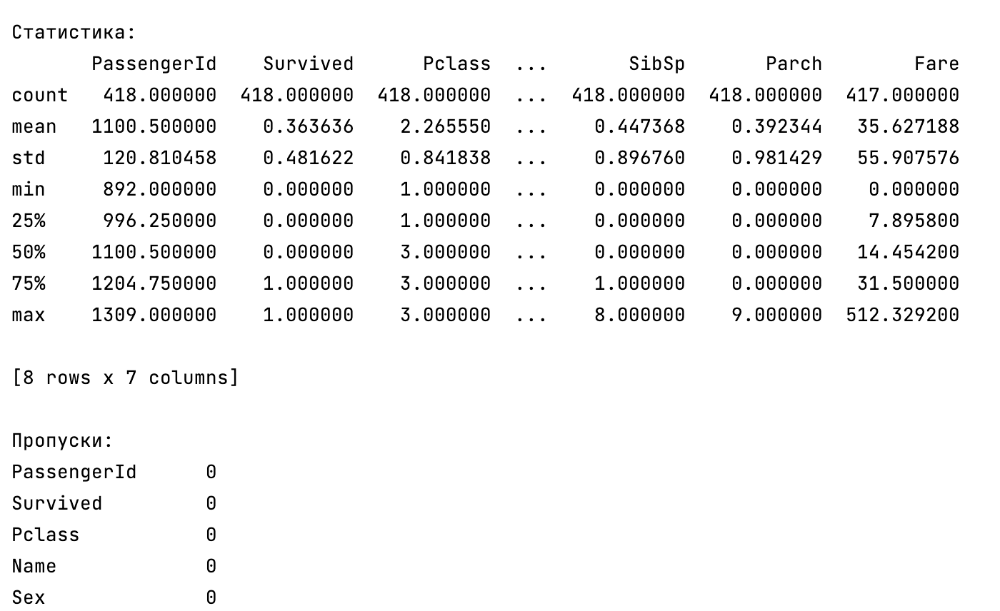 Статистика:
PassengerId Survived Pclass ... SibSp Parch Fare
count 418.000000 418.000000 418.000000 ... 418.000000 418.000000 417.000000
mean 1100.500000 0.363636 2.265550 ... 0.447368 0.392344 35.627188
std 120.810458 0.481622 0.841838 ... 0.896760 0.981429 55.907576
min 892.000000 0.000000 1.000000 ... 0.000000 0.000000 0.000000
25% 996.250000 0.000000 1.000000 ... 0.000000 0.000000 7.895800
50% 1100.500000 0.000000 3.000000 ... 0.000000 0.000000 14.454200
75% 1204.750000 1.000000 3.000000 ... 1.000000 0.000000 31.500000
max 1309.000000 1.000000 3.000000 ... 8.000000 9.000000 512.329200
[8 rows x 7 columns]
Пропуски:
PassengerId 0
Survived 0
Pclass 0
Name 0
Sex 0